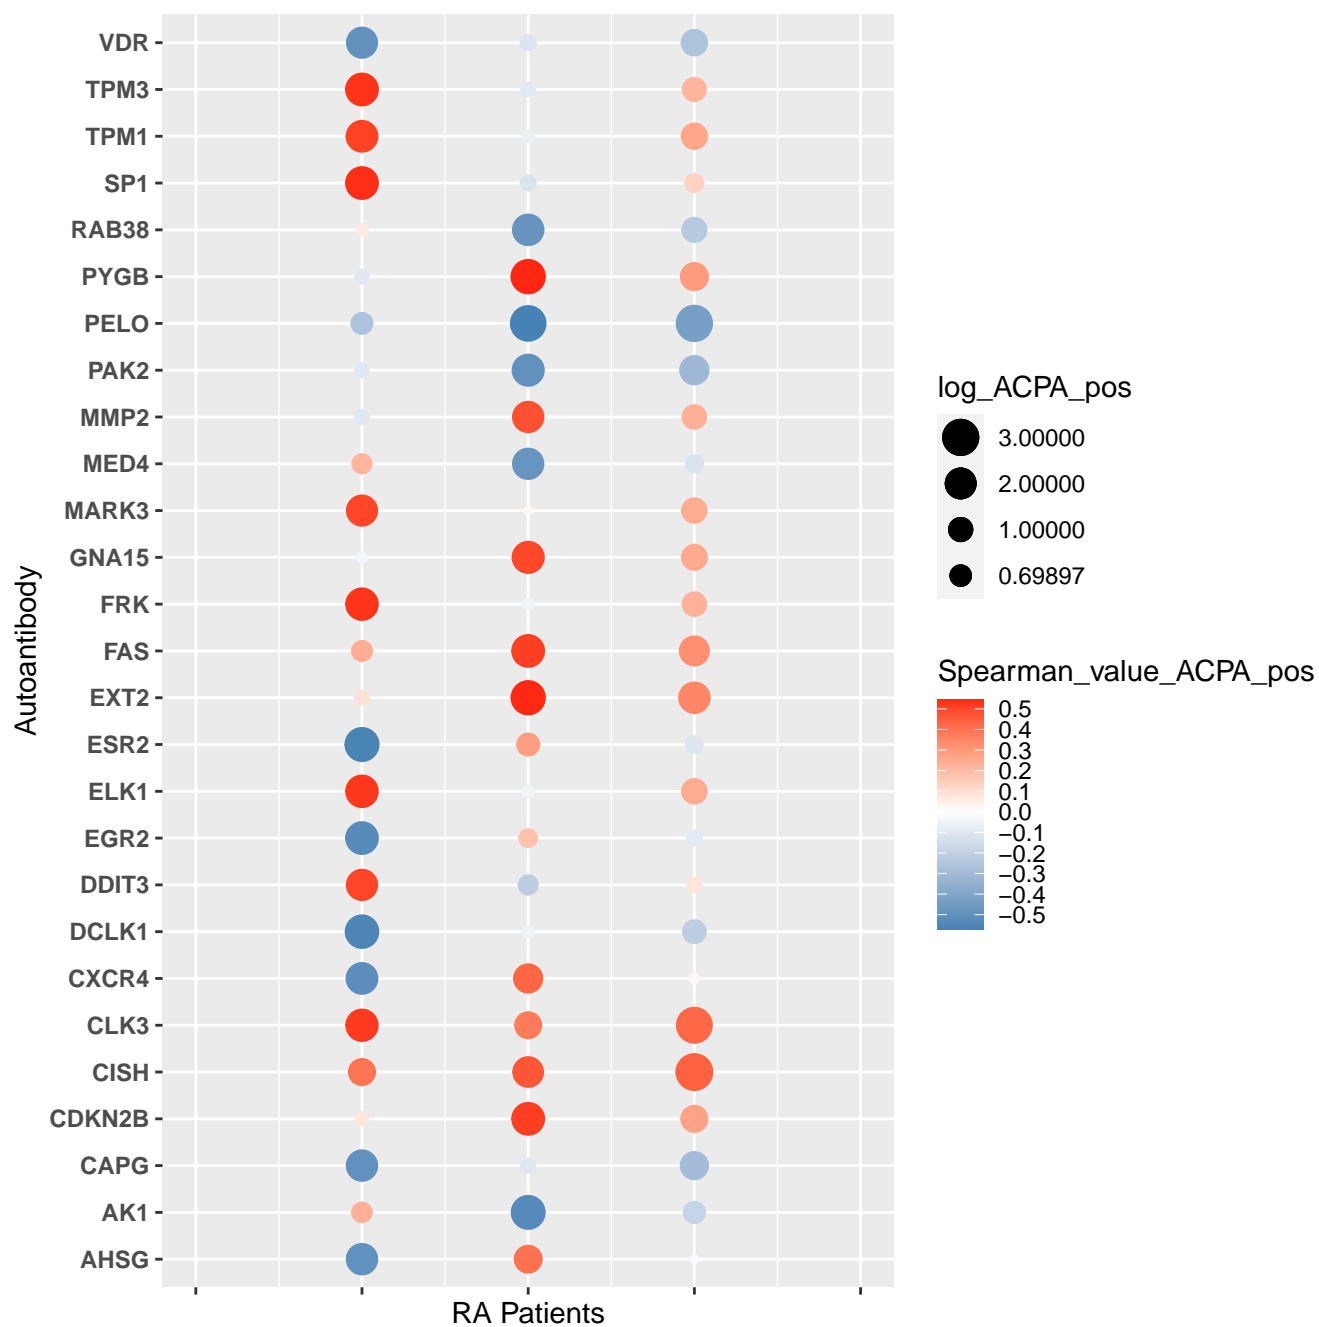 VDR
TPM3
TPM1
SP1
RAB38
PYGB
PELO
PAK2
MMP2
MED4
MARK3
GNA15
FRK
FAS
EXT2
ESR2
ELK1
EGR2
DDIT3
DCLK1
CXCR4
CLK3
CISH
CDKN2B
CAPG
AK1
AHSG
Autoantibody
RA Patients
log_ACPA_pos
3.00000
2.00000
1.00000
0.69897
Spearman_value_ACPA_pos
0.5
0.4
0.3
0.2
0.1
0.0
−0.1
−0.2
−0.3
−0.4
−0.5